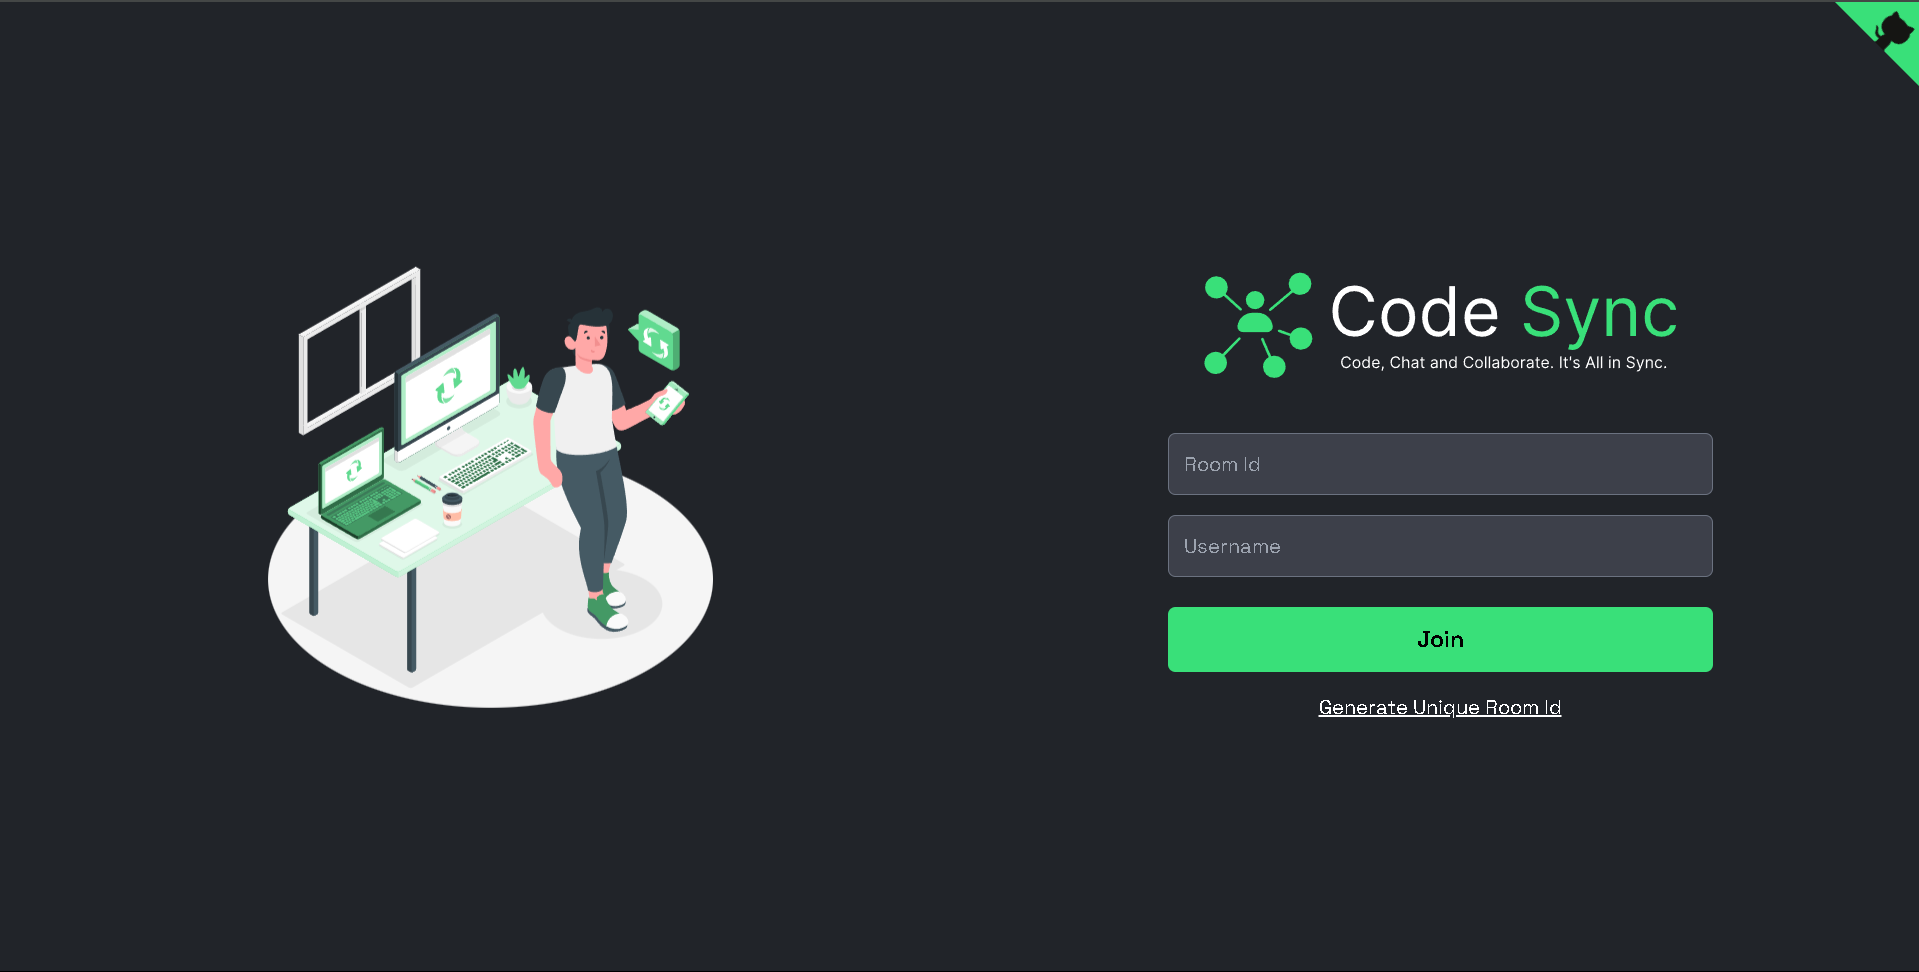 Code Sync
Code, Chat and Collaborate. It's All in Sync.
Room Id
Username
Join
Generate Unique Room Id